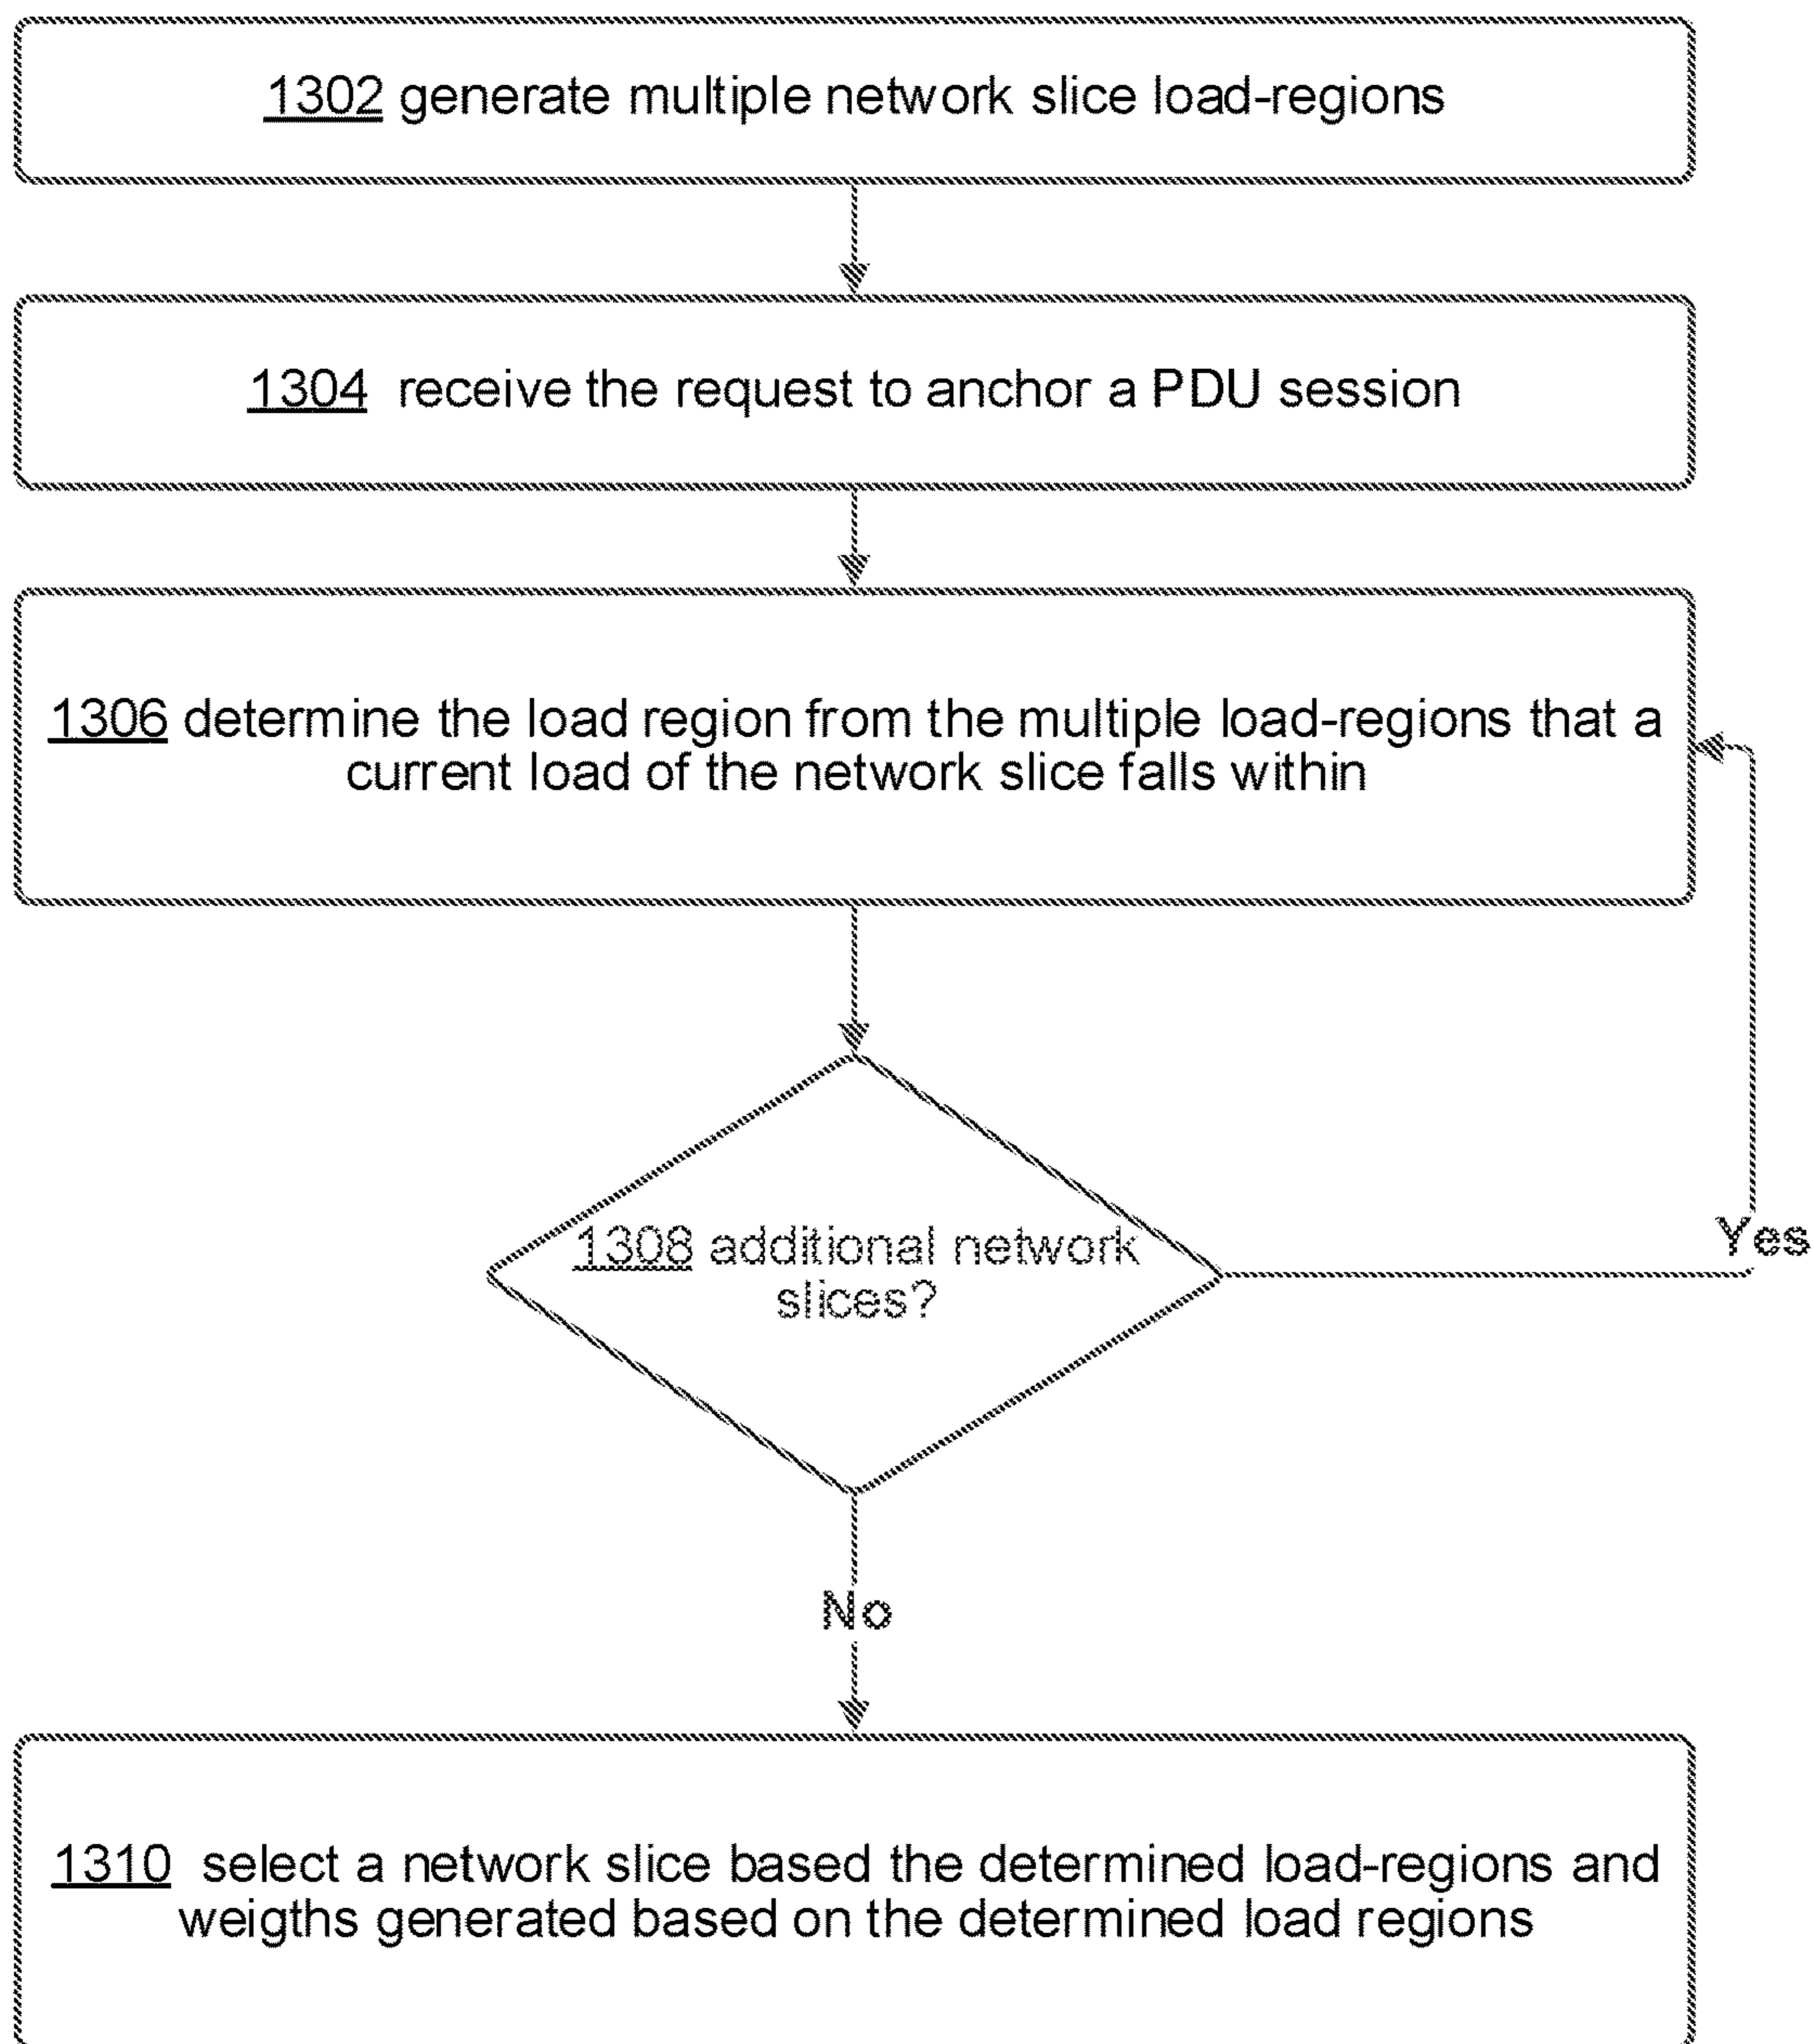 1302 generate multiple network slice load-regions
1304 receive the request to anchor a PDU session
1306 determine the load region from the multiple load-regions that a
current load of the network slice falls within
1308 additional network
slices?
Yes
No
1310 select a network slice based the determined load-regions and
weigths generated based on the determined load regions